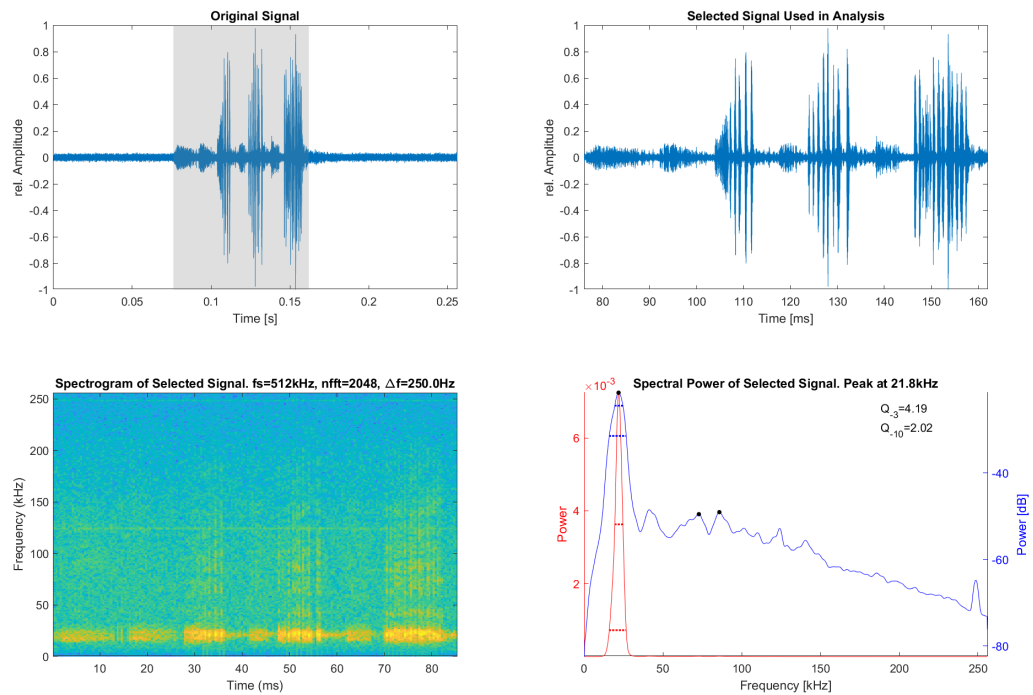 Original Signal
1
0.8
0.6
0.4
0.2
0
-0.2
-0.4
-0.6
-0.8
-1
rel. Amplitude
0 0.05 0.1 0.15 0.2 0.25
Time [s]
Selected Signal Used in Analysis
1
0.8
0.6
0.4
0.2
0
-0.2
-0.4
-0.6
-0.8
-1
rel. Amplitude
80 90 100 110 120 130 140 150 160
Time [ms]
Spectrogram of Selected Signal. fs=512kHz, nfft=2048, △f=250.0Hz
250
200
150
100
50
0
Frequency (kHz)
10 20 30 40 50 60 70 80
Time (ms)
Spectral Power of Selected Signal. Peak at 21.8kHz
×10⁻³
6
4
2
Power
Q-3=4.19
Q-10=2.02
-40
-60
-80
Power [dB]
0 50 100 150 200 250
Frequency [kHz]